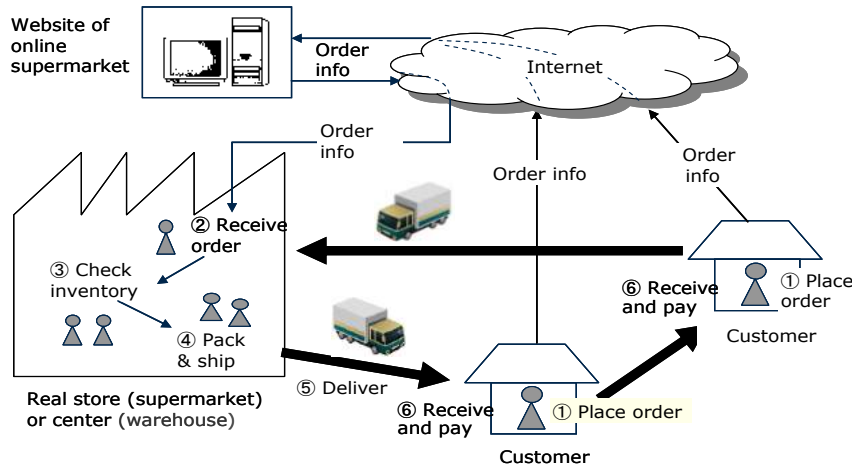 Website of
online
supermarket
Order
info
Internet
Order
info
Order info
Order
info
② Receive
order
③ Check
inventory
④ Pack
& ship
⑥ Receive
and pay
① Place
order
Customer
⑤ Deliver
Real store (supermarket)
or center (warehouse)
⑥ Receive
and pay
① Place order
Customer